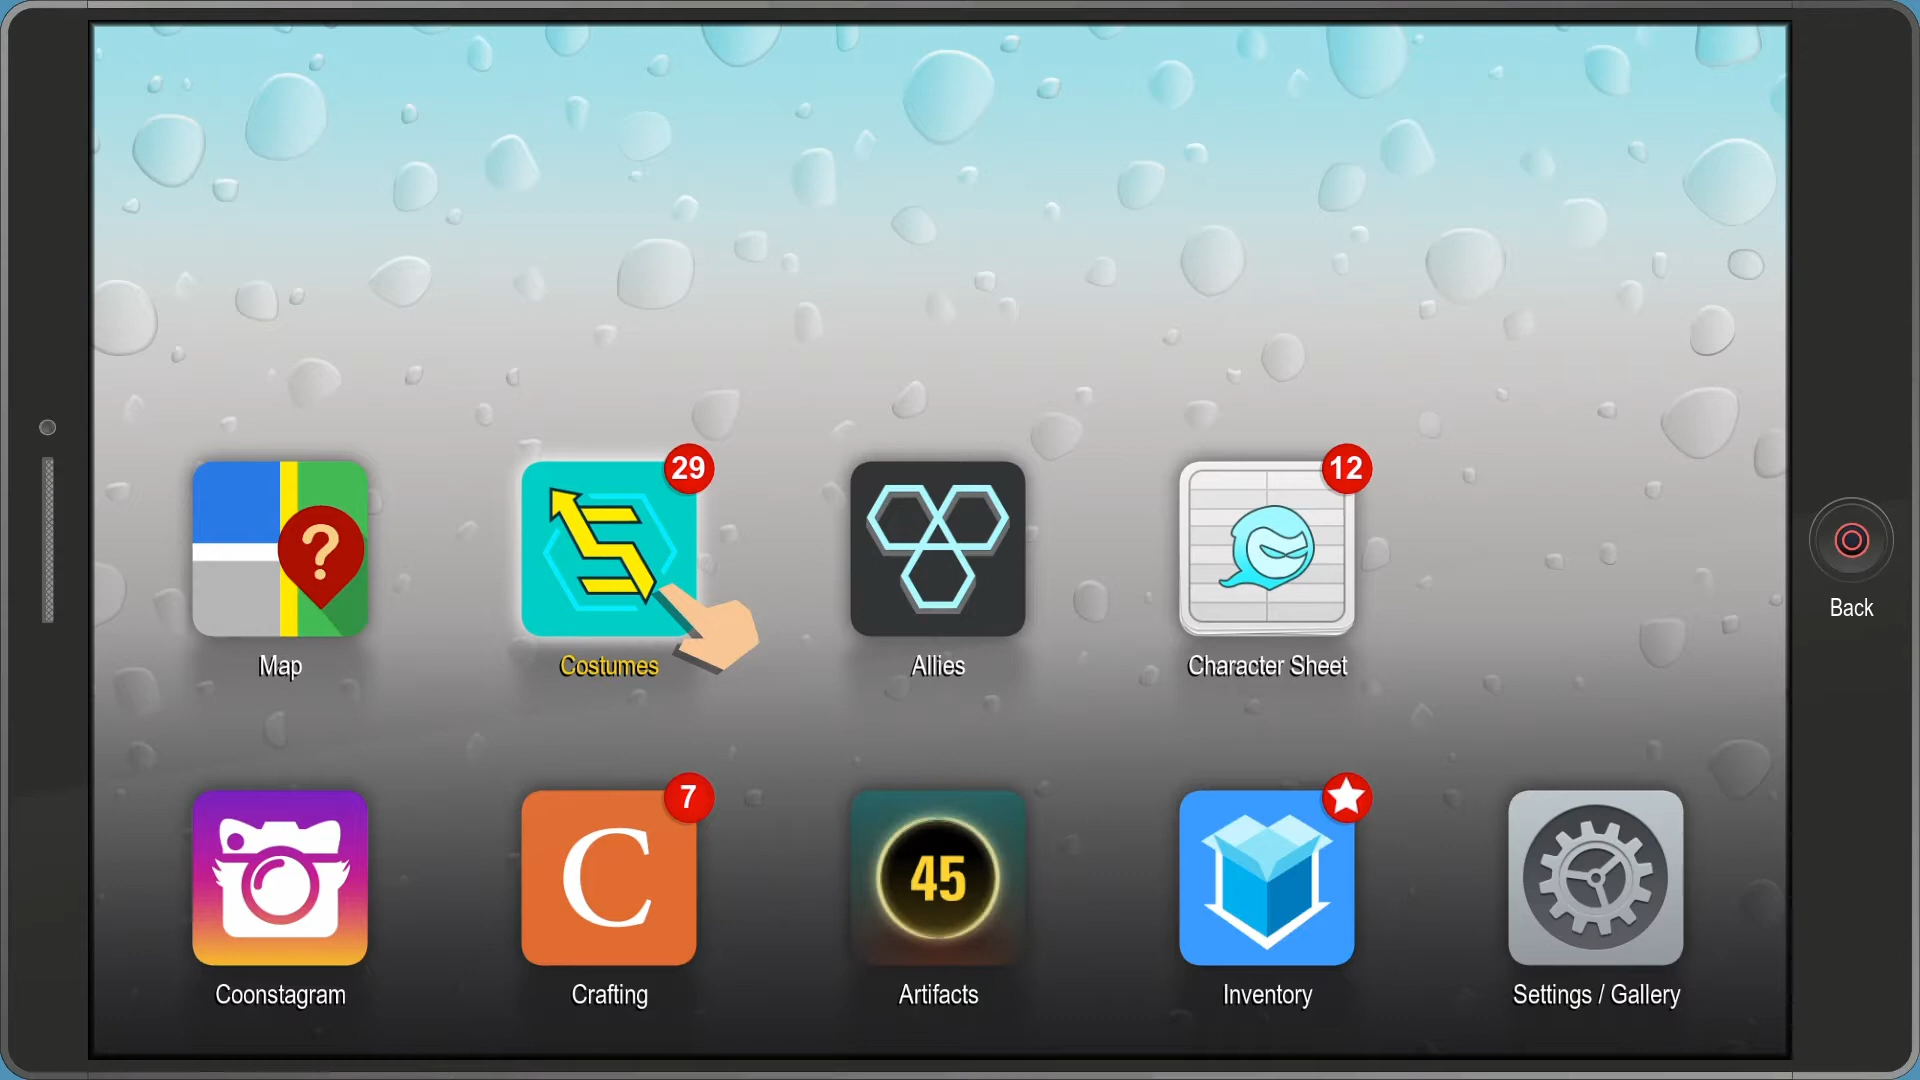 29
12
?
Map
Costumes
Allies
Character Sheet
Back
7
C
45
Coonstagram
Crafting
Artifacts
Inventory
Settings / Gallery